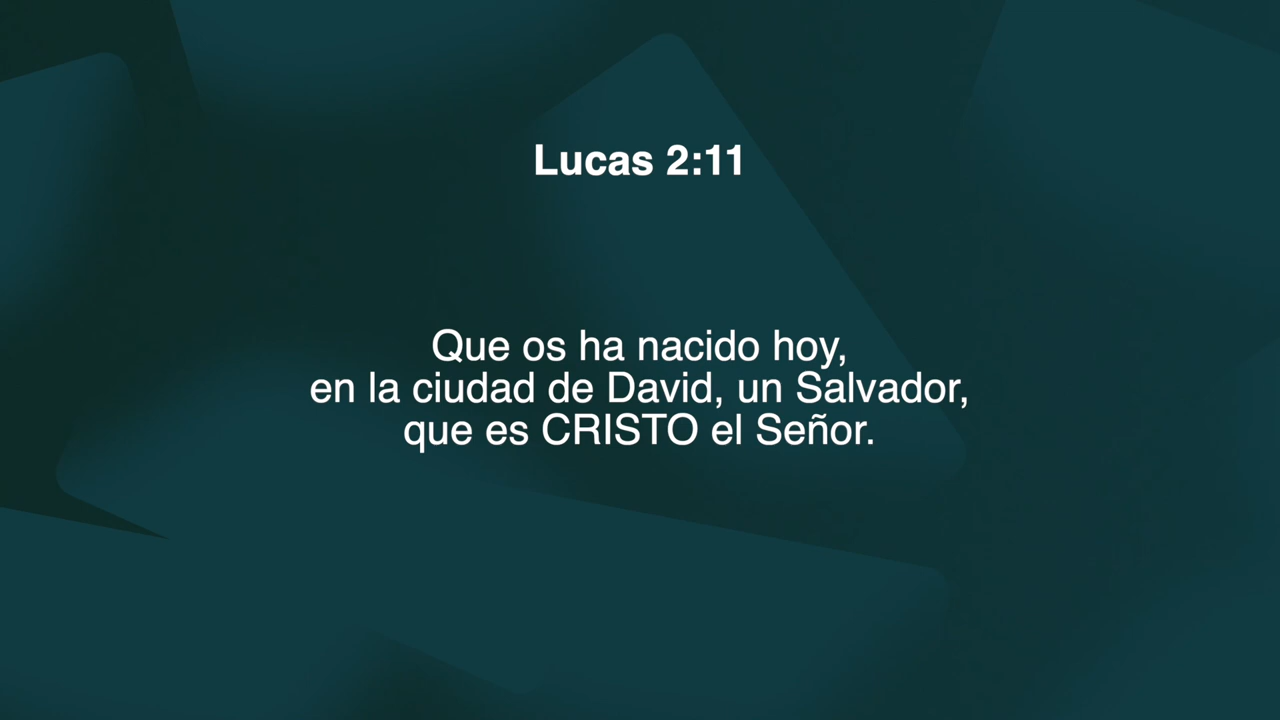 Lucas 2:11
Que os ha nacido hoy,
en la ciudad de David, un Salvador,
que es CRISTO el Señor.